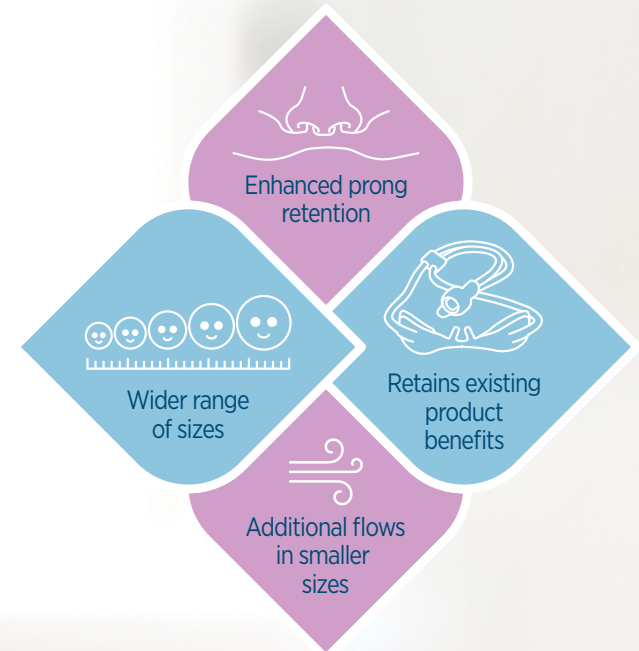 Enhanced prong
retention
Wider range
of sizes
Retains existing
product
benefits
Additional flows
in smaller
sizes